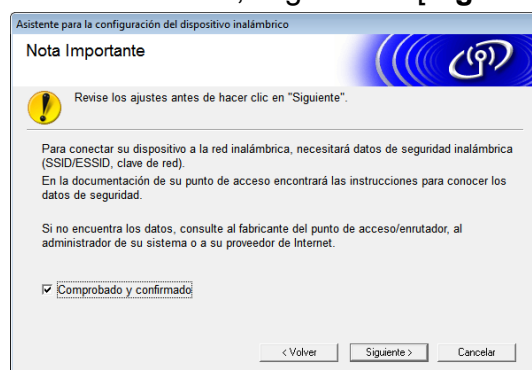 Asistente para la configuración del dispositivo inalámbrico
Nota Importante
Revise los ajustes antes de hacer clic en "Siguiente".
Para conectar su dispositivo a la red inalámbrica, necesitará datos de seguridad inalámbrica
(SSID/ESSID, clave de red).
En la documentación de su punto de acceso encontrará las instrucciones para conocer los
datos de seguridad.
Si no encuentra los datos, consulte al fabricante del punto de acceso/enrutador, al
administrador de su sistema o a su proveedor de Internet.
Comprobado y confirmado
< Volver
Siguiente >
Cancelar